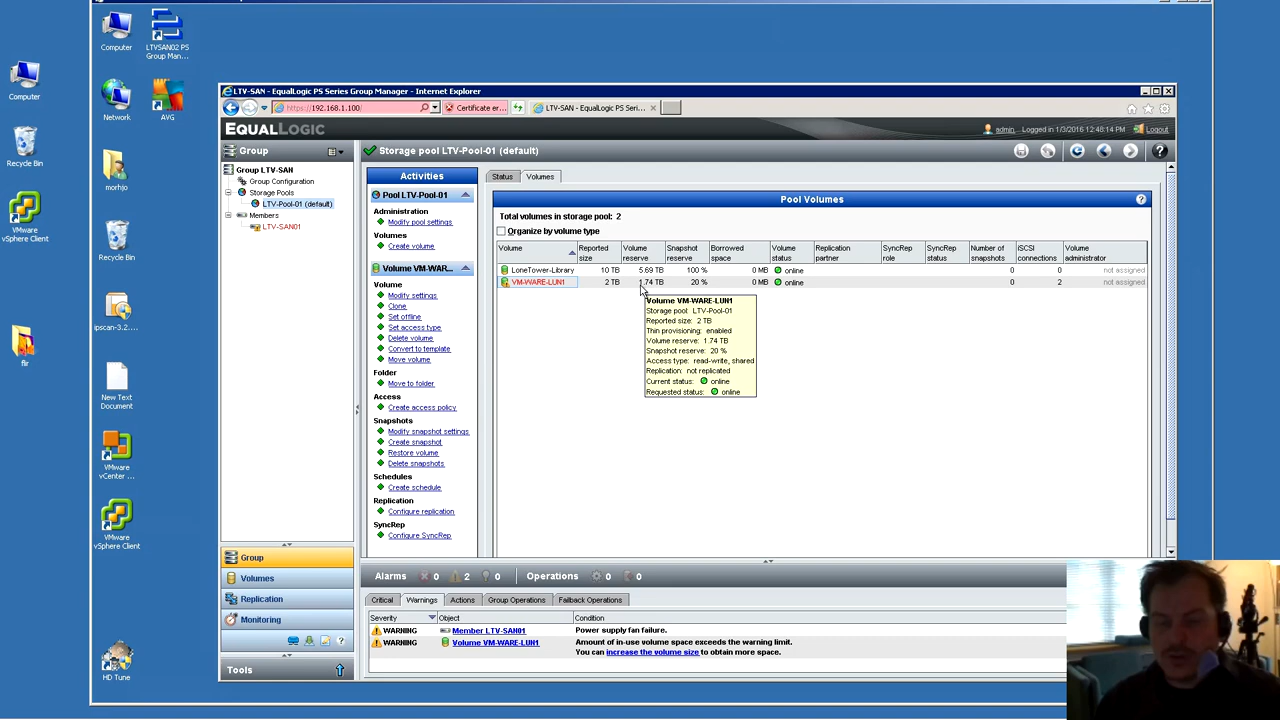 Computer
LTVSAN02 PS
Group Man...
Computer
Network
AVG
Recycle Bin
morhjo
VMware
vSphere Client
Recycle Bin
ipscan-3.2....
flr
New Text
Document
VMware
vCenter ...
VMware
vSphere Client
HD Tune
LTV-SAN - EqualLogic PS Series Group Manager - Internet Explorer
https://192.168.1.100/
Certificate er...
LTV-SAN - EqualLogic PS Seri...
EQUALLOGIC
admin, Logged in 1/3/2016 12:48:14 PM
Logout
Group
Storage pool LTV-Pool-01 (default)
Group LTV-SAN
Group Configuration
Storage Pools
LTV-Pool-01 (default)
Members
LTV-SAN01
Activities
Pool LTV-Pool-01
Administration
Modify pool settings
Volumes
Create volume
Volume VM-WAR...
Volume
Modify settings
Clone
Set offline
Set access type
Delete volume
Convert to template
Move volume
Folder
Move to folder
Access
Create access policy
Snapshots
Modify snapshot settings
Create snapshot
Restore volume
Delete snapshots
Schedules
Create schedule
Replication
Configure replication
SyncRep
Configure SyncRep
Status
Volumes
Pool Volumes
Total volumes in storage pool: 2
Organize by volume type
Volume Reported size Volume reserve Snapshot reserve Borrowed space Volume status Replication partner SyncRep role SyncRep status Number of snapshots iSCSI connections Volume administrator
LoneTower-Library 10 TB 5.69 TB 100 % 0 MB online 0 0 not assigned
VM-WARE-LUN1 2 TB 1.74 TB 20 % 0 MB online 0 2 not assigned
Volume VM-WARE-LUN1
Storage pool: LTV-Pool-01
Reported size: 2 TB
Thin provisioning: enabled
Volume reserve: 1.74 TB
Snapshot reserve: 20 %
Access type: read-write, shared
Replication: not replicated
Current status: online
Requested status: online
Group
Volumes
Replication
Monitoring
Tools
Alarms 0 2 0 Operations 0 0
Critical Warnings Actions Group Operations Failback Operations
Severity Object Condition
WARNING Member LTV-SAN01 Power supply fan failure.
WARNING Volume VM-WARE-LUN1 Amount of in-use volume space exceeds the warning limit.
You can increase the volume size to obtain more space.